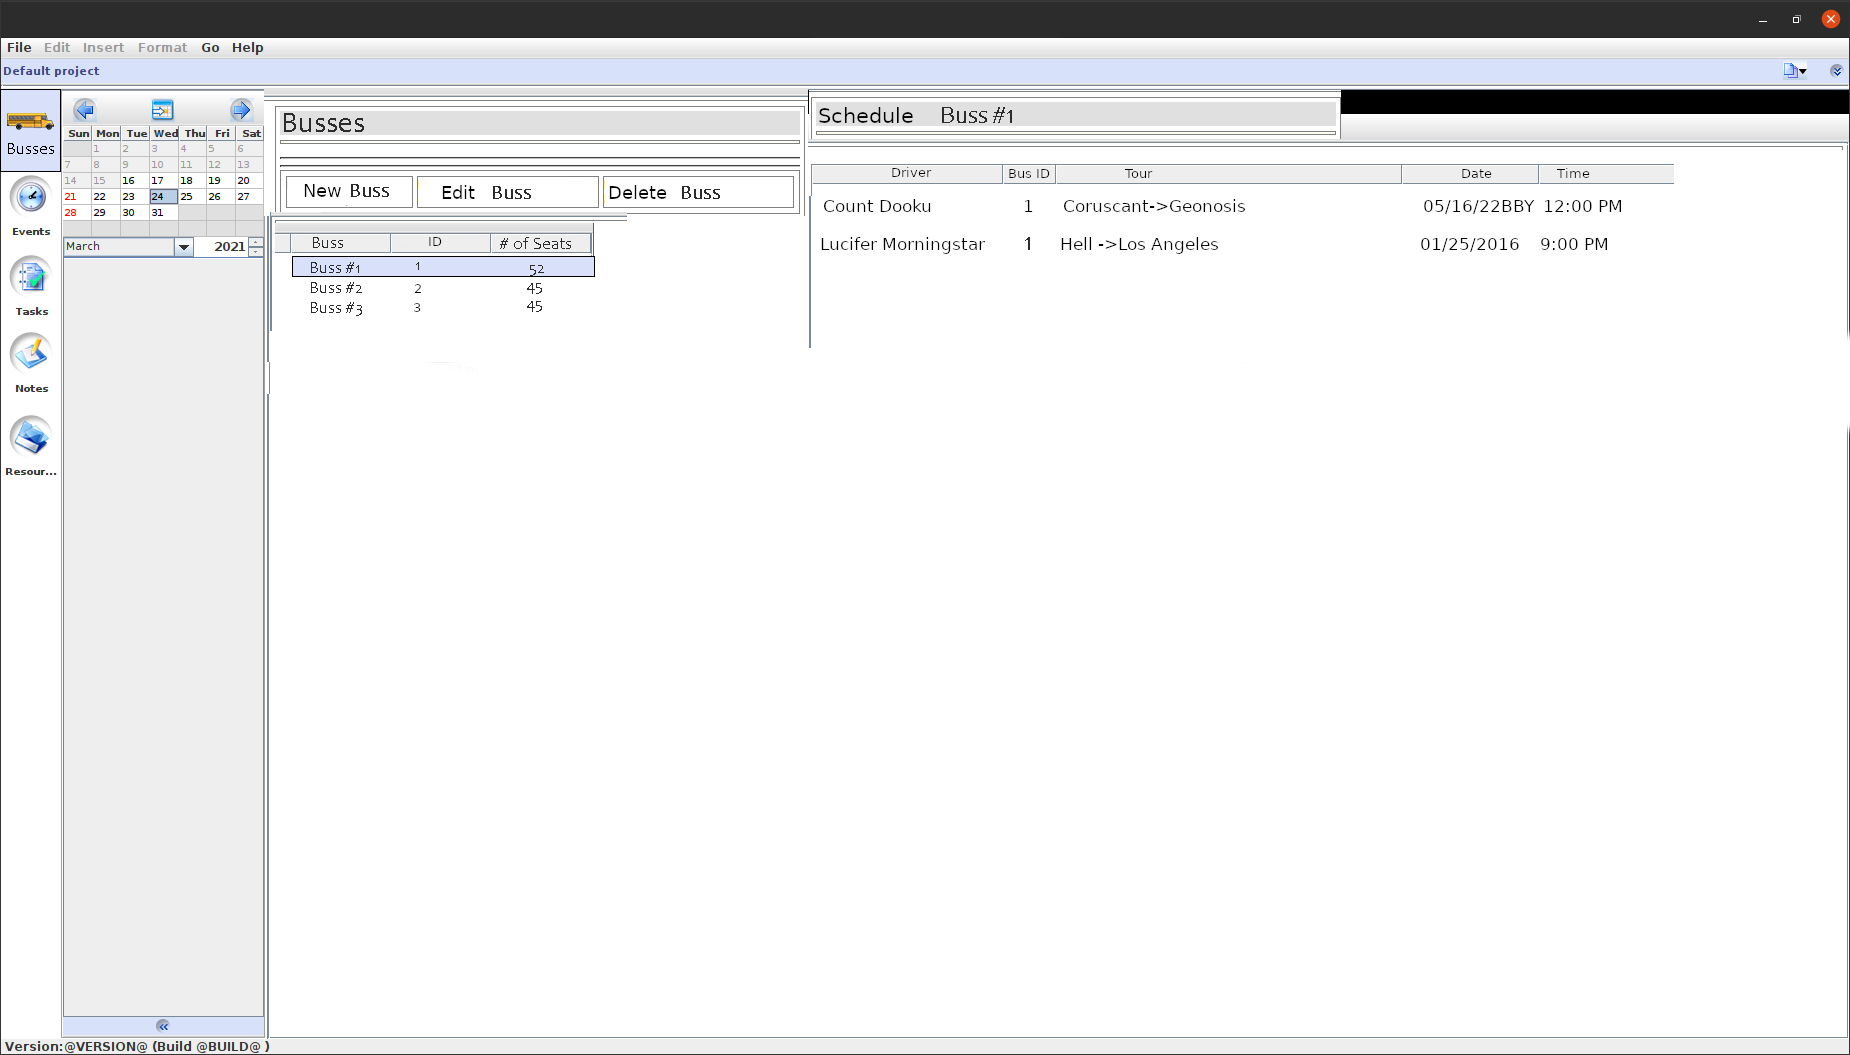 File Edit Insert Format Go Help
Default project
Busses
Events
Tasks
Notes
Resour...
Sun Mon Tue Wed Thu Fri Sat
1 2 3 4 5 6
7 8 9 10 11 12 13
14 15 16 17 18 19 20
21 22 23 24 25 26 27
28 29 30 31
March 2021
Busses
New Buss Edit Buss Delete Buss
Buss ID # of Seats
Buss #1 1 52
Buss #2 2 45
Buss #3 3 45
Schedule Buss #1
Driver Bus ID Tour Date Time
Count Dooku 1 Coruscant->Geonosis 05/16/22BBY 12:00 PM
Lucifer Morningstar 1 Hell ->Los Angeles 01/25/2016 9:00 PM
Version:@VERSION@ (Build @BUILD@ )